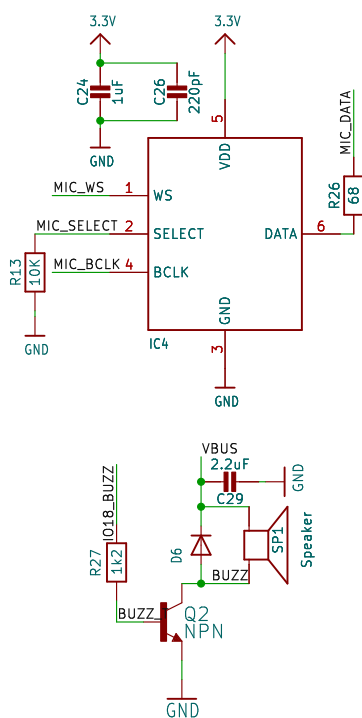 3.3V
3.3V
C24
1uF
C26
220pF
GND
MIC_DATA
R26
68
5
VDD
MIC_WS
1
WS
MIC_SELECT
2
SELECT
DATA
6
R13
10K
MIC_BCLK
4
BCLK
GND
GND
IC4
3
GND
VBUS
2.2uF
C29
GND
IO18_BUZZ
R27
1k2
D6
SP1
Speaker
BUZZ
BUZZ_
Q2
NPN
GND